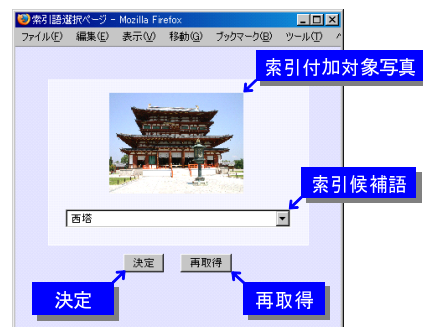 索引語選択ページ - Mozilla Firefox
ファイル(F) 編集(E) 表示(V) 移動(G) ブックマーク(B) ツール(T) ヘ
索引付加対象写真
索引候補語
西塔
決定 再取得
決定 再取得